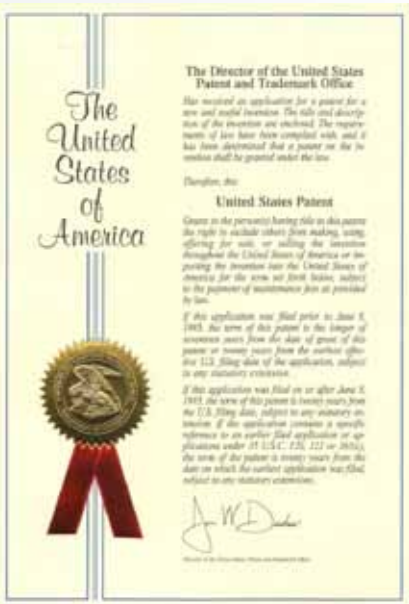 The
United
States
of
America
The Director of the United States
Patent and Trademark Office
Has received an application for a patent for a
new and useful invention. The title and descrip-
tion of the invention are enclosed. The require-
ments of law have been complied with, and it
has been determined that a patent on the in-
vention shall be granted under the law.
Therefore, this
United States Patent
Grants to the person(s) having title to this patent
the right to exclude others from making, using,
offering for sale, or selling the invention
throughout the United States of America or im-
porting the invention into the United States of
America for the term set forth below, subject
to the payment of maintenance fees as provided
by law.
If this application was filed prior to June 8,
1995, the term of this patent is the longer of
seventeen years from the date of grant of this
patent or twenty years from the earliest effec-
tive U.S. filing date of the application, subject
to any statutory extension.
If this application was filed on or after June 8,
1995, the term of this patent is twenty years from
the U.S. filing date, subject to any statutory ex-
tension. If the application contains a specific
reference to an earlier filed application or ap-
plications under 35 U.S.C. 120, 121 or 365(c),
the term of the patent is twenty years from the
date on which the earliest application was filed,
subject to any statutory extensions.
Director of the United States Patent and Trademark Office